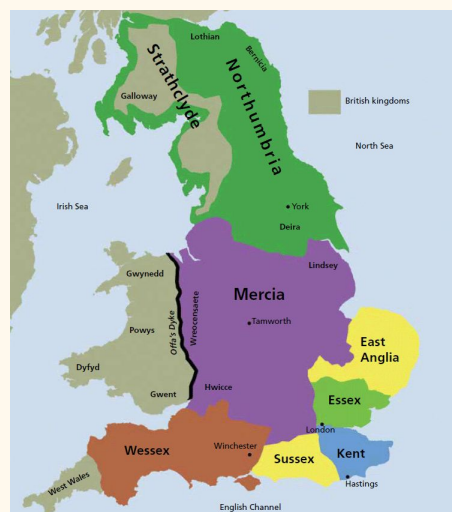 Lothian
Bernicia
Strathclyde
Northumbria
Galloway
British kingdoms
North Sea
York
Irish Sea
Deira
Lindsey
Gwynedd
Mercia
Offa's Dyke
Wreocensaete
Powys
Tamworth
East
Anglia
Dyfyd
Hwicce
Gwent
Essex
London
Wessex
Winchester
Sussex
Kent
West Wales
Hastings
English Channel